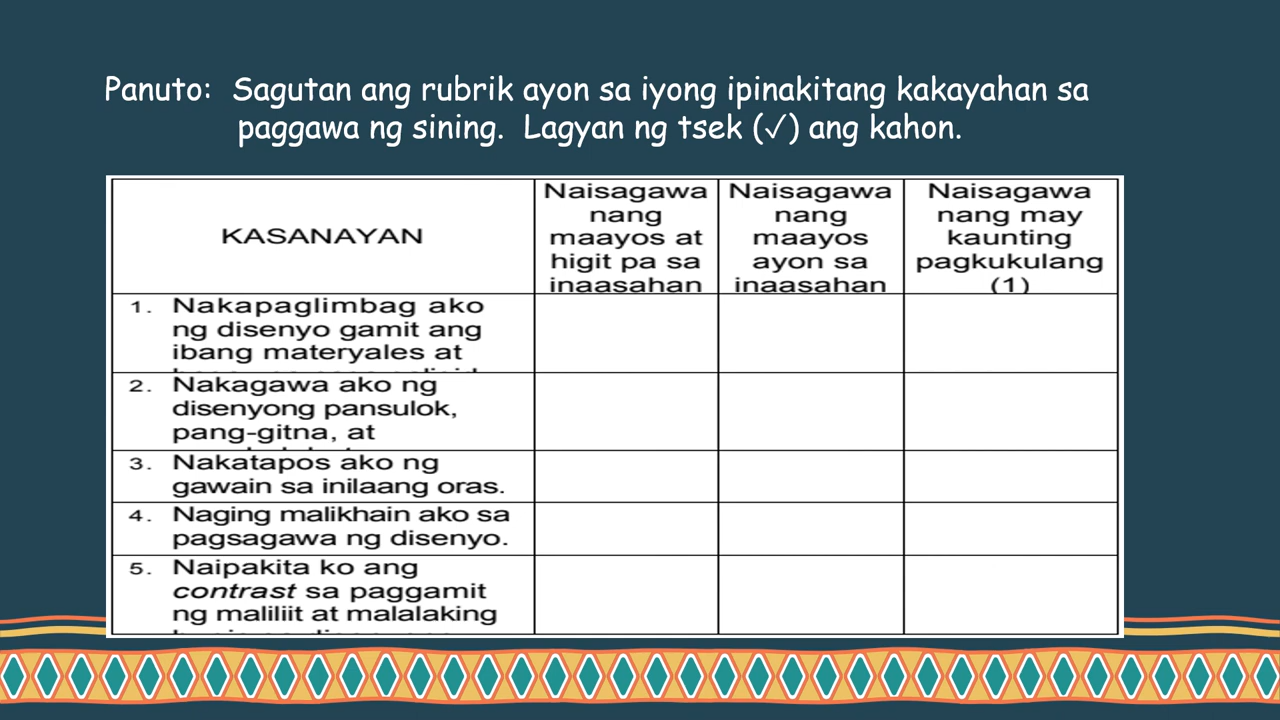 Panuto: Sagutan ang rubrik ayon sa iyong ipinakitang kakayahan sa
paggawa ng sining. Lagyan ng tsek (✓) ang kahon.
KASANAYAN
Naisagawa
nang
maayos at
higit pa sa
inaasahan
Naisagawa
nang
maayos
ayon sa
inaasahan
Naisagawa
nang may
kaunting
pagkukulang
(1)
1. Nakapaglimbag ako
ng disenyo gamit ang
ibang materyales at
2. Nakagawa ako ng
disenyong pansulok,
pang-gitna, at
3. Nakatapos ako ng
gawain sa inilaang oras.
4. Naging malikhain ako sa
pagsagawa ng disenyo.
5. Naipakita ko ang
contrast sa paggamit
ng maliliit at malalaking